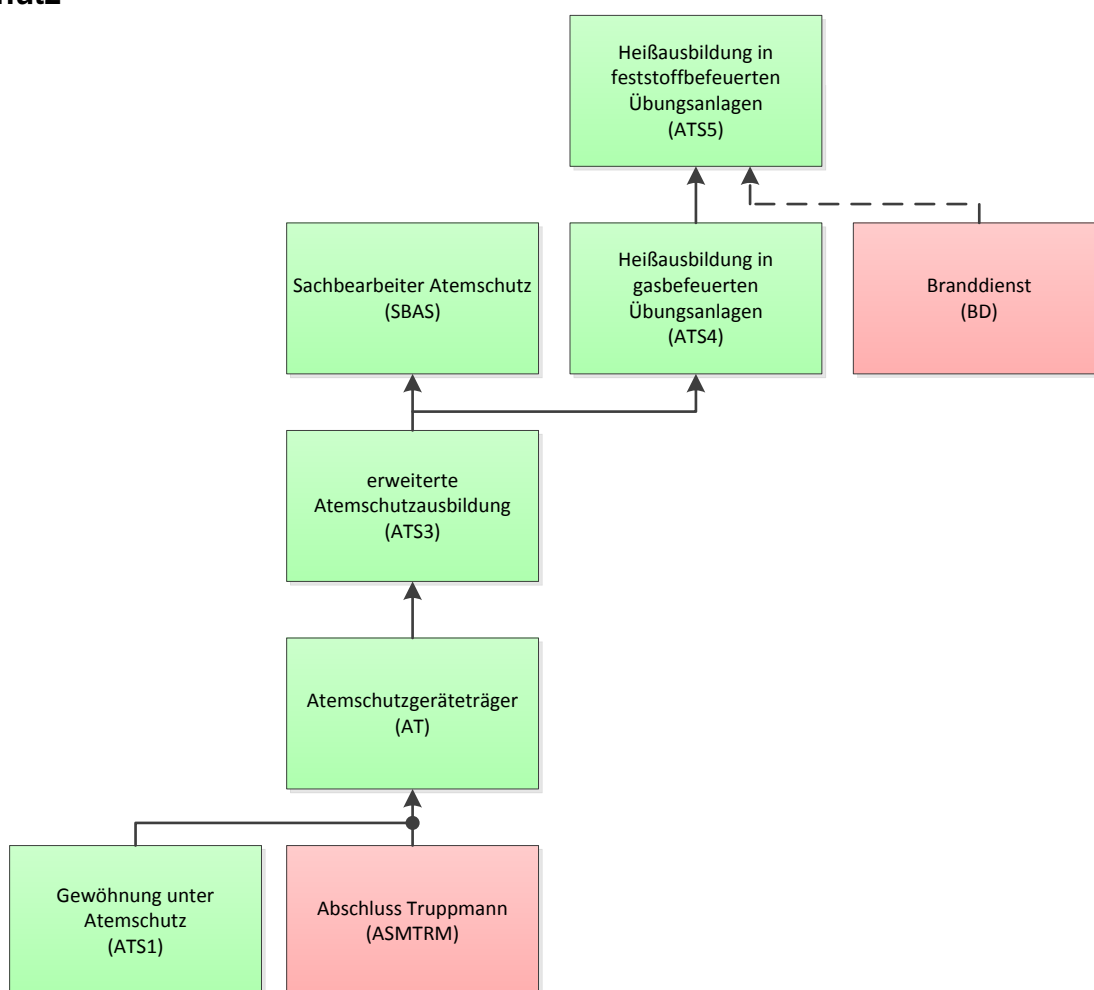 Heißausbildung in
feststoffbefeuerten
Übungsanlagen
(ATS5)
Sachbearbeiter Atemschutz
(SBAS)
Heißausbildung in
gasbefeuerten
Übungsanlagen
(ATS4)
Branddienst
(BD)
erweiterte
Atemschutzausbildung
(ATS3)
Atemschutzgeräteträger
(AT)
Gewöhnung unter
Atemschutz
(ATS1)
Abschluss Truppmann
(ASMTRM)